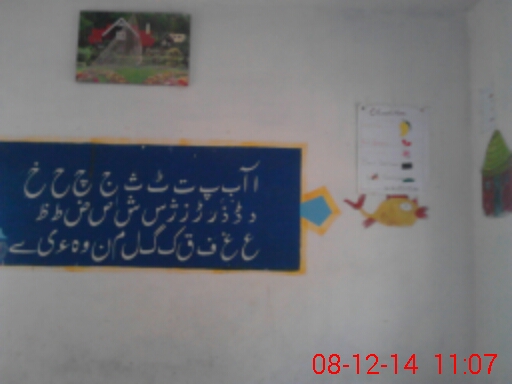 ا آ ب پ ت ٹ ث ج چ ح خ
د ڈ ذ ر ڑ ز ژ س ش ص ض ط ظ
ع غ ف ق ک گ ل م ن و ہ ء ی ے
08-12-14 11:07